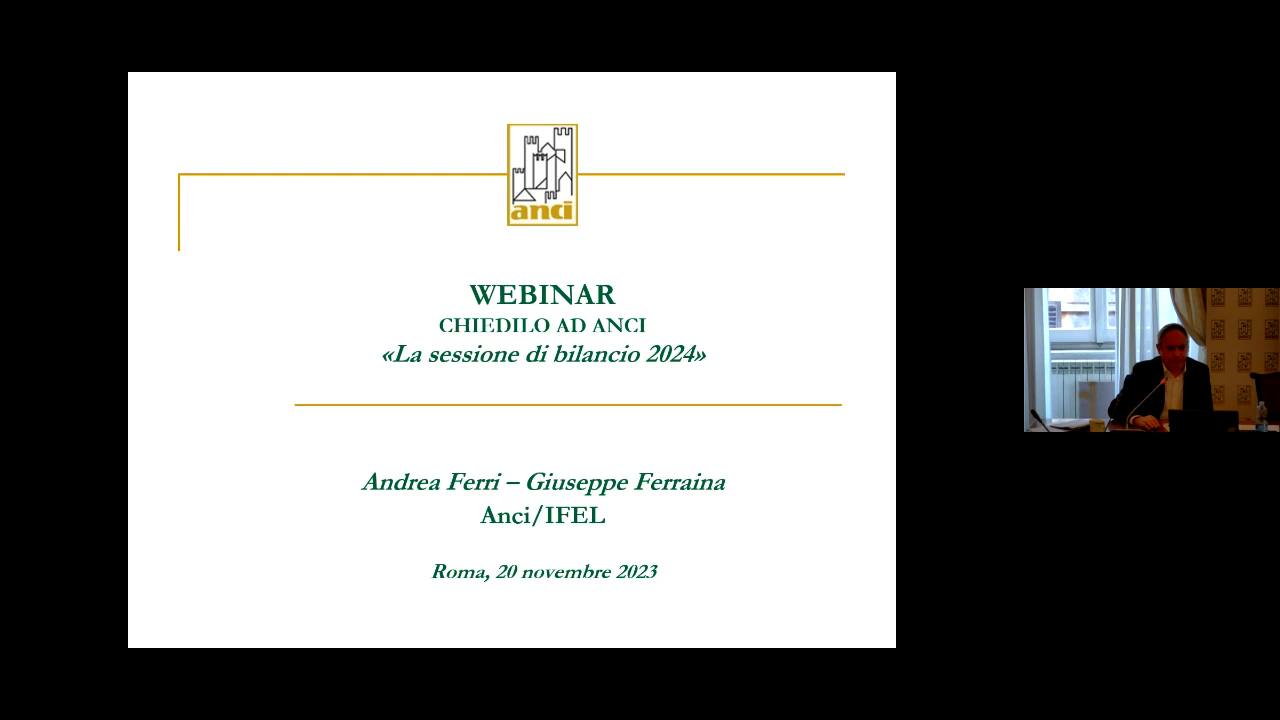 anci
WEBINAR
CHIEDILO AD ANCI
«La sessione di bilancio 2024»
Andrea Ferri – Giuseppe Ferraina
Anci/IFEL
Roma, 20 novembre 2023